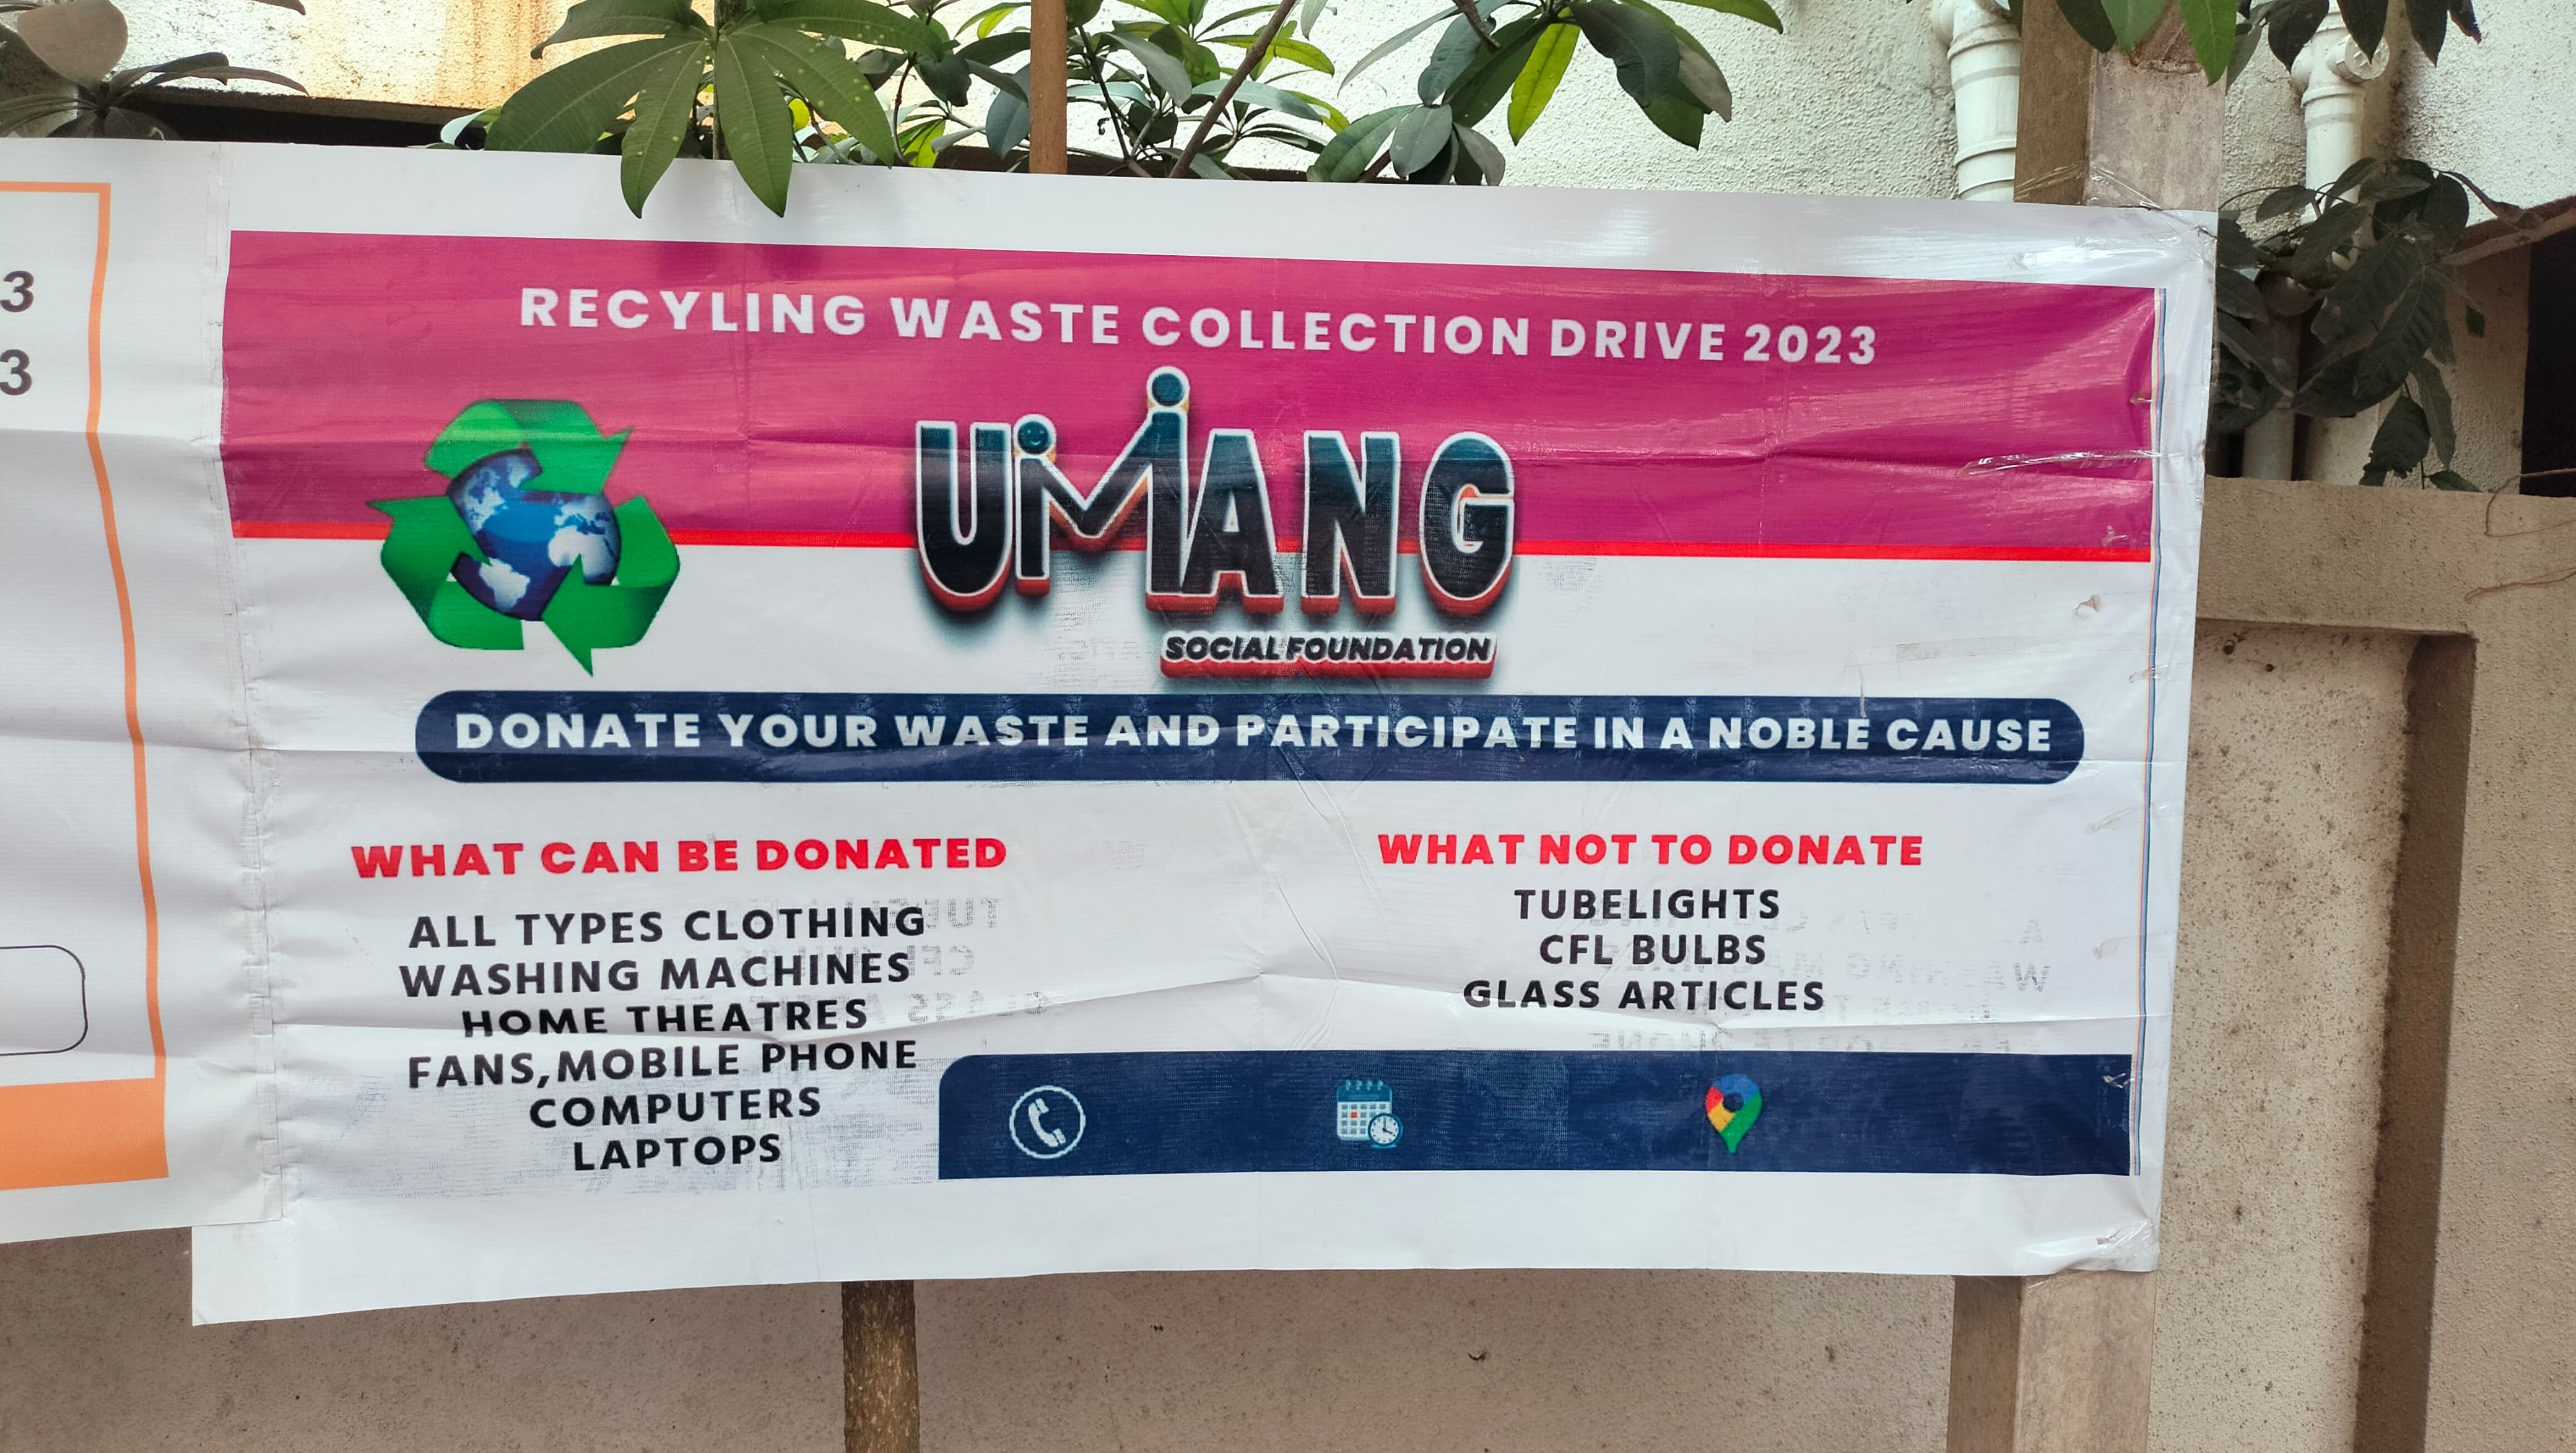 3
3
RECYLING WASTE COLLECTION DRIVE 2023
UMANG
SOCIAL FOUNDATION
DONATE YOUR WASTE AND PARTICIPATE IN A NOBLE CAUSE
WHAT CAN BE DONATED
ALL TYPES CLOTHING
WASHING MACHINES
HOME THEATRES
FANS,MOBILE PHONE
COMPUTERS
LAPTOPS
WHAT NOT TO DONATE
TUBELIGHTS
CFL BULBS
GLASS ARTICLES